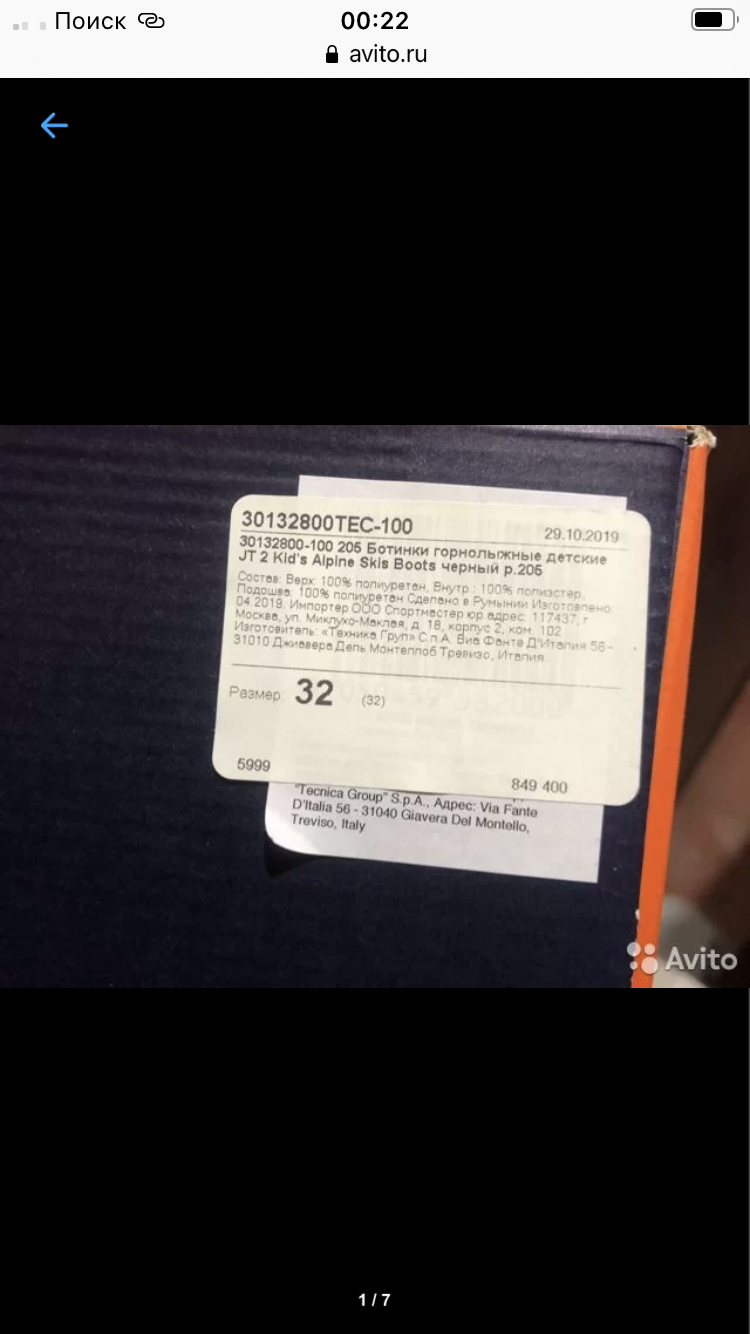 Поиск
00:22
avito.ru
30132800TEC-100
29.10.2019
30132800-100 205 Ботинки горнолыжные детские
JT 2 Kid's Alpine Skis Boots черный р.205
Состав: Верх: 100% полиуретан, Внутр.: 100% полиэстер,
Подошва: 100% полиуретан Сделано в Румынии Изготовлено:
04.2019. Импортер ООО Спортмастер юр.адрес: 117437, г
Москва, ул. Миклухо-Маклая, д. 18, корпус 2, ком. 102
Изготовитель: «Техника Груп» С.п.А. Виа Фанте Д'Италия 56 -
31010 Джиавера Дель Монтеллоб Тревизо, Италия
Размер: 32 (32)
5999
849 400
"Tecnica Group" S.p.A., Адрес: Via Fante
D'Italia 56 - 31040 Giavera Del Montello,
Treviso, Italy
Avito
1 / 7